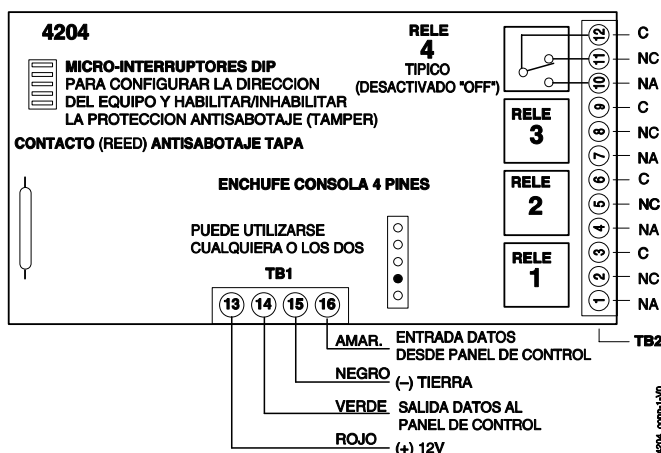 4204
MICRO-INTERRUPTORES DIP
PARA CONFIGURAR LA DIRECCION
DEL EQUIPO Y HABILITAR/INHABILITAR
LA PROTECCION ANTISABOTAJE (TAMPER)
CONTACTO (REED) ANTISABOTAJE TAPA
RELE
4
TIPICO
(DESACTIVADO "OFF")
RELE
3
RELE
2
RELE
1
12 C
11 NC
10 NA
9 C
8 NC
7 NA
6 C
5 NC
4 NA
3 C
2 NC
1 NA
TB2
ENCHUFE CONSOLA 4 PINES
PUEDE UTILIZARSE
CUALQUIERA O LOS DOS
TB1
13 14 15 16
AMAR. ENTRADA DATOS
DESDE PANEL DE CONTROL
NEGRO (–) TIERRA
VERDE SALIDA DATOS AL
PANEL DE CONTROL
ROJO (+) 12V